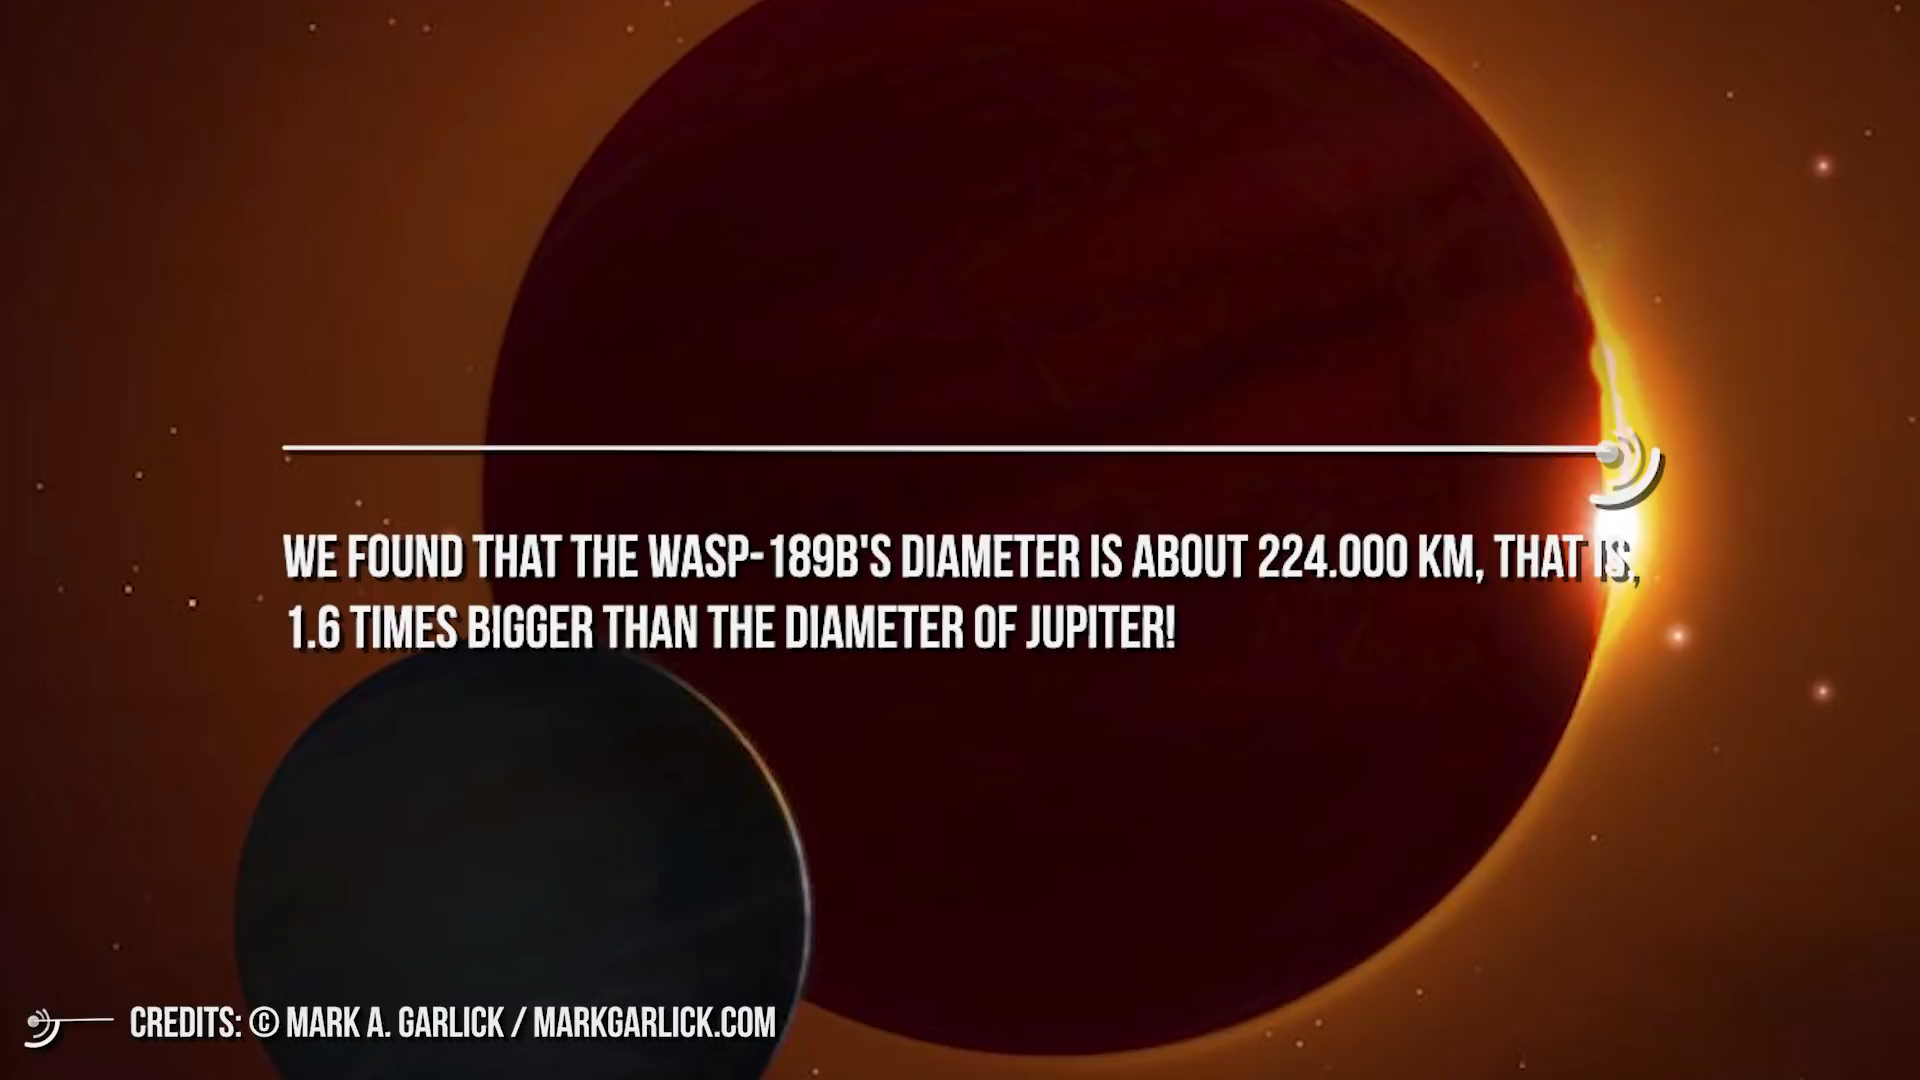 WE FOUND THAT THE WASP-189B'S DIAMETER IS ABOUT 224.000 KM, THAT IS,
1.6 TIMES BIGGER THAN THE DIAMETER OF JUPITER!
CREDITS: © MARK A. GARLICK / MARKGARLICK.COM